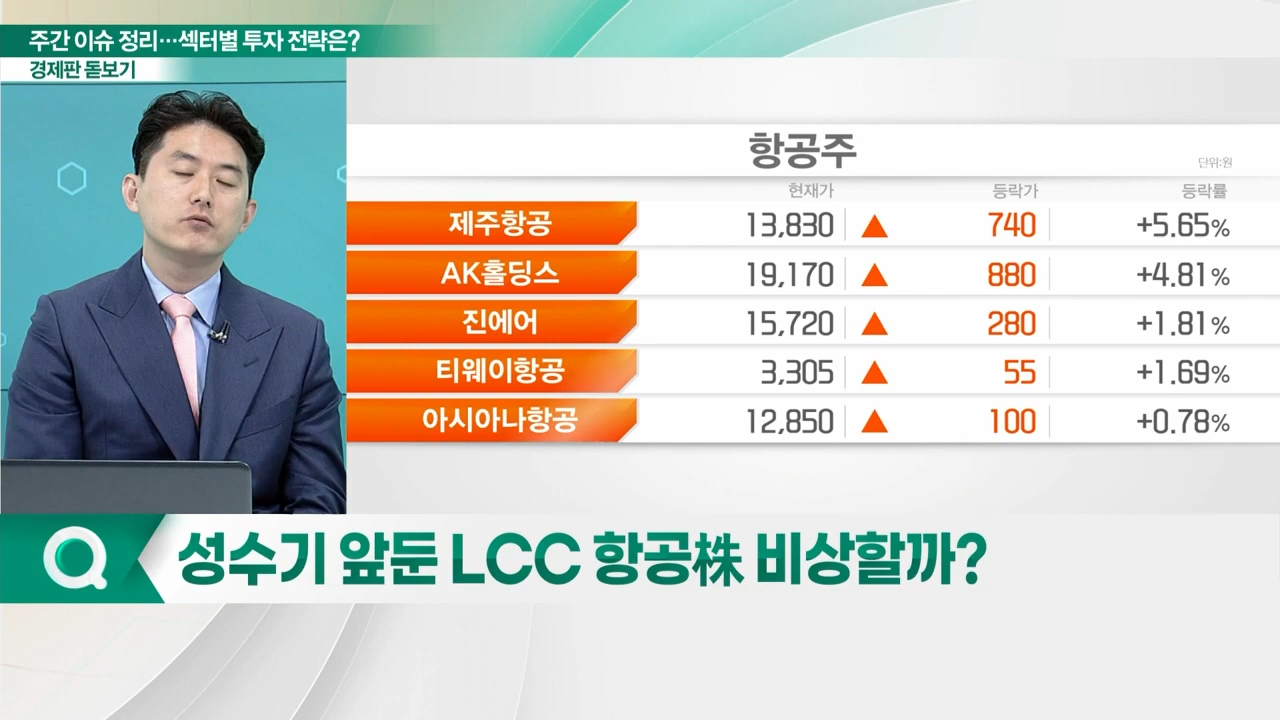 주간 이슈 정리…섹터별 투자 전략은?
경제판 돋보기
항공주
단위:원
현재가 등락가 등락률
제주항공 13,830 ▲ 740 +5.65%
AK홀딩스 19,170 ▲ 880 +4.81%
진에어 15,720 ▲ 280 +1.81%
티웨이항공 3,305 ▲ 55 +1.69%
아시아나항공 12,850 ▲ 100 +0.78%
성수기 앞둔 LCC 항공株 비상할까?